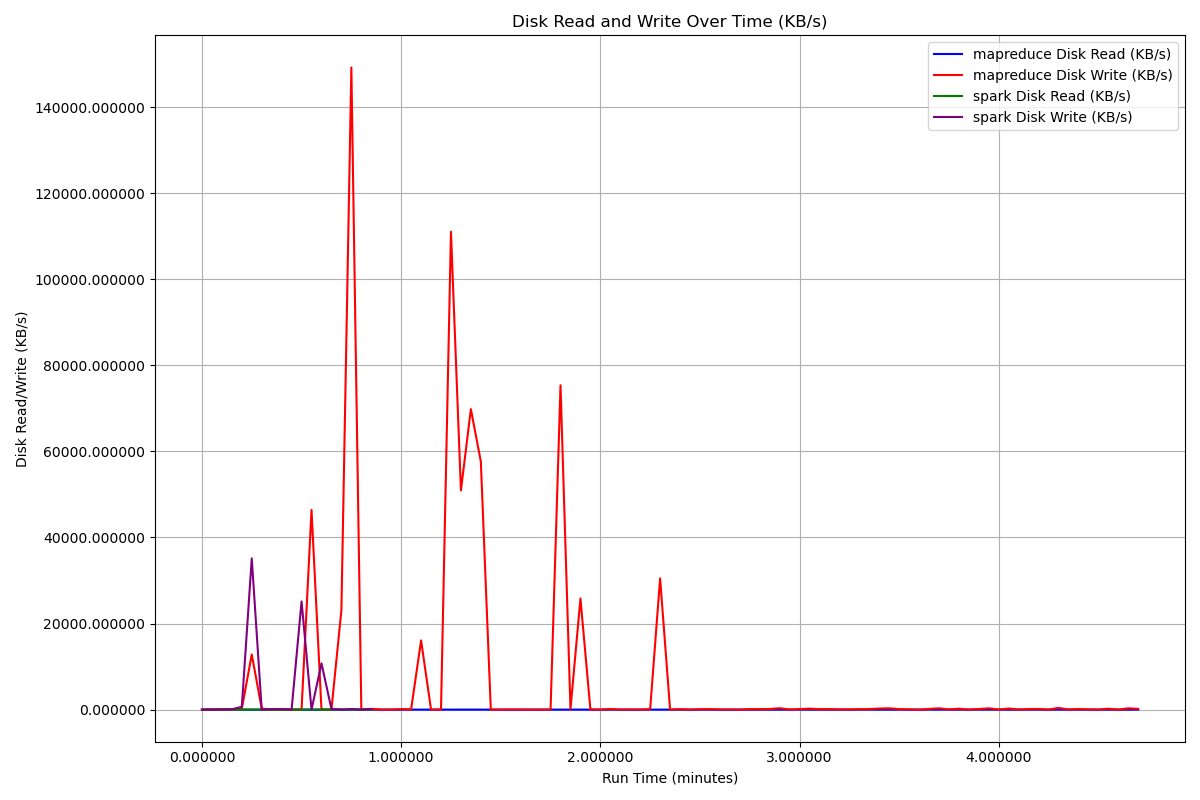 Disk Read and Write Over Time (KB/s)
mapreduce Disk Read (KB/s)
mapreduce Disk Write (KB/s)
spark Disk Read (KB/s)
spark Disk Write (KB/s)
Disk Read/Write (KB/s)
140000.000000
120000.000000
100000.000000
80000.000000
60000.000000
40000.000000
20000.000000
0.000000
0.000000 1.000000 2.000000 3.000000 4.000000
Run Time (minutes)